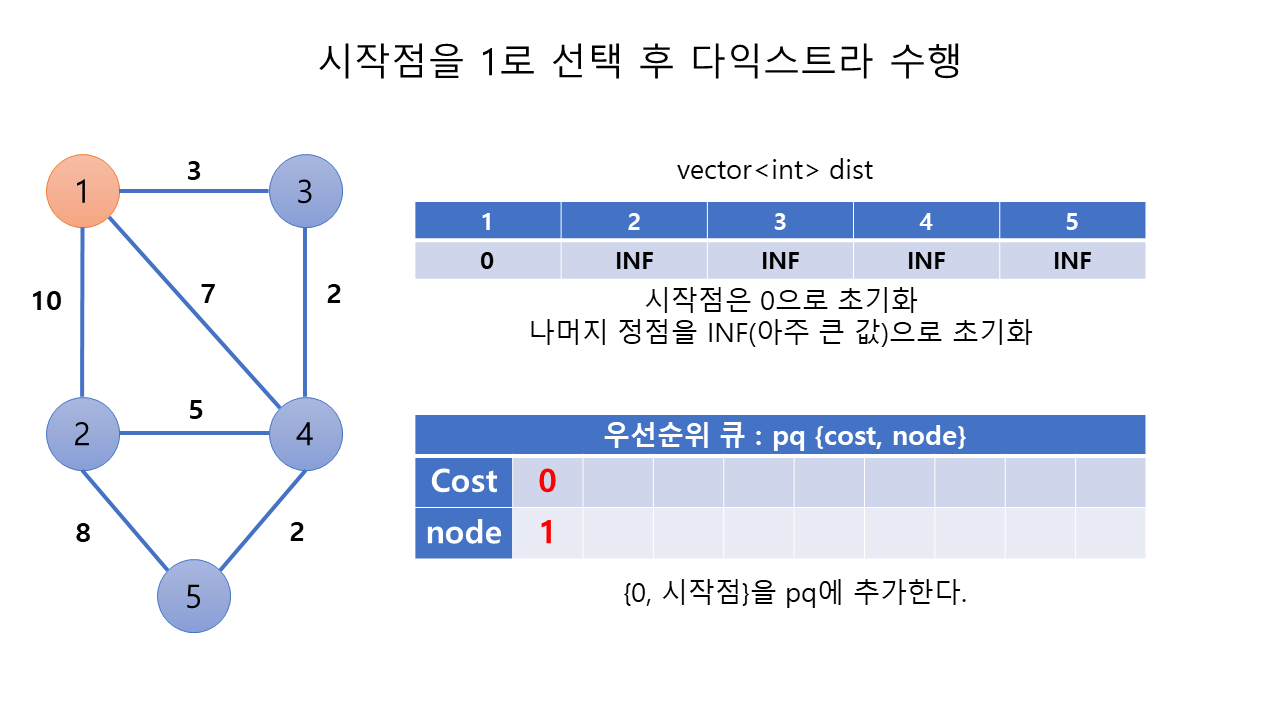 시작점을 1로 선택 후 다익스트라 수행
1
3
3
10
7
2
2
5
4
8
2
5
vector<int> dist
1 2 3 4 5
0 INF INF INF INF
시작점은 0으로 초기화
나머지 정점을 INF(아주 큰 값)으로 초기화
우선순위 큐 : pq {cost, node}
Cost 0
node 1
{0, 시작점}을 pq에 추가한다.